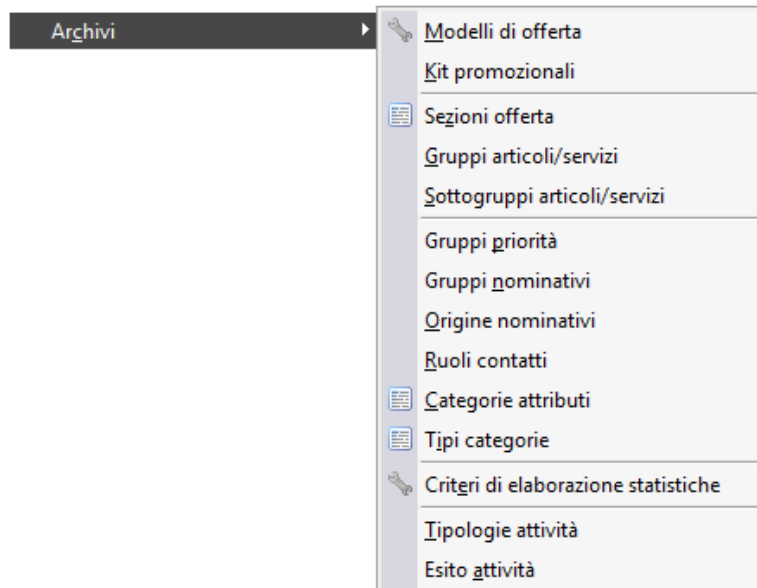 Archivi
Modelli di offerta
Kit promozionali
Sezioni offerta
Gruppi articoli/servizi
Sottogruppi articoli/servizi
Gruppi priorità
Gruppi nominativi
Origine nominativi
Ruoli contatti
Categorie attributi
Tipi categorie
Criteri di elaborazione statistiche
Tipologie attività
Esito attività